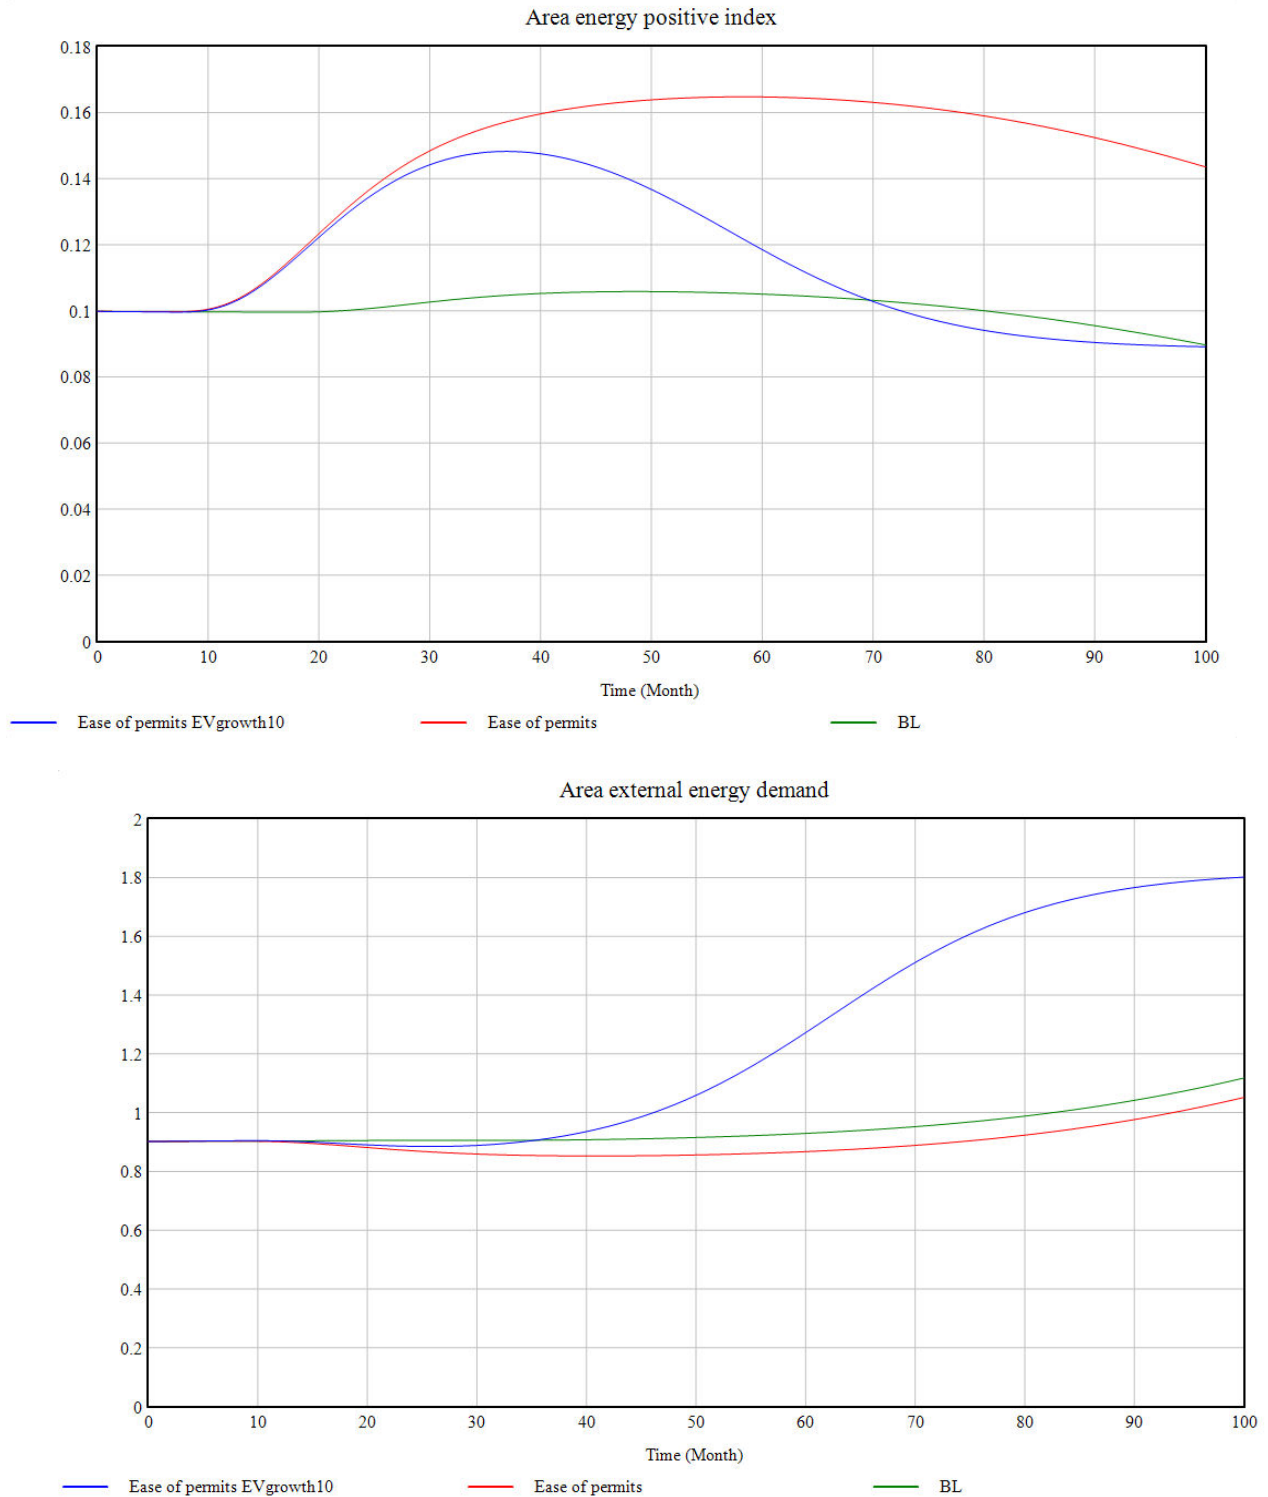 Area energy positive index
0.18
0.16
0.14
0.12
0.1
0.08
0.06
0.04
0.02
0
0 10 20 30 40 50 60 70 80 90 100
Time (Month)
Ease of permits EVgrowth10 Ease of permits BL
Area external energy demand
2
1.8
1.6
1.4
1.2
1
0.8
0.6
0.4
0.2
0
0 10 20 30 40 50 60 70 80 90 100
Time (Month)
Ease of permits EVgrowth10 Ease of permits BL